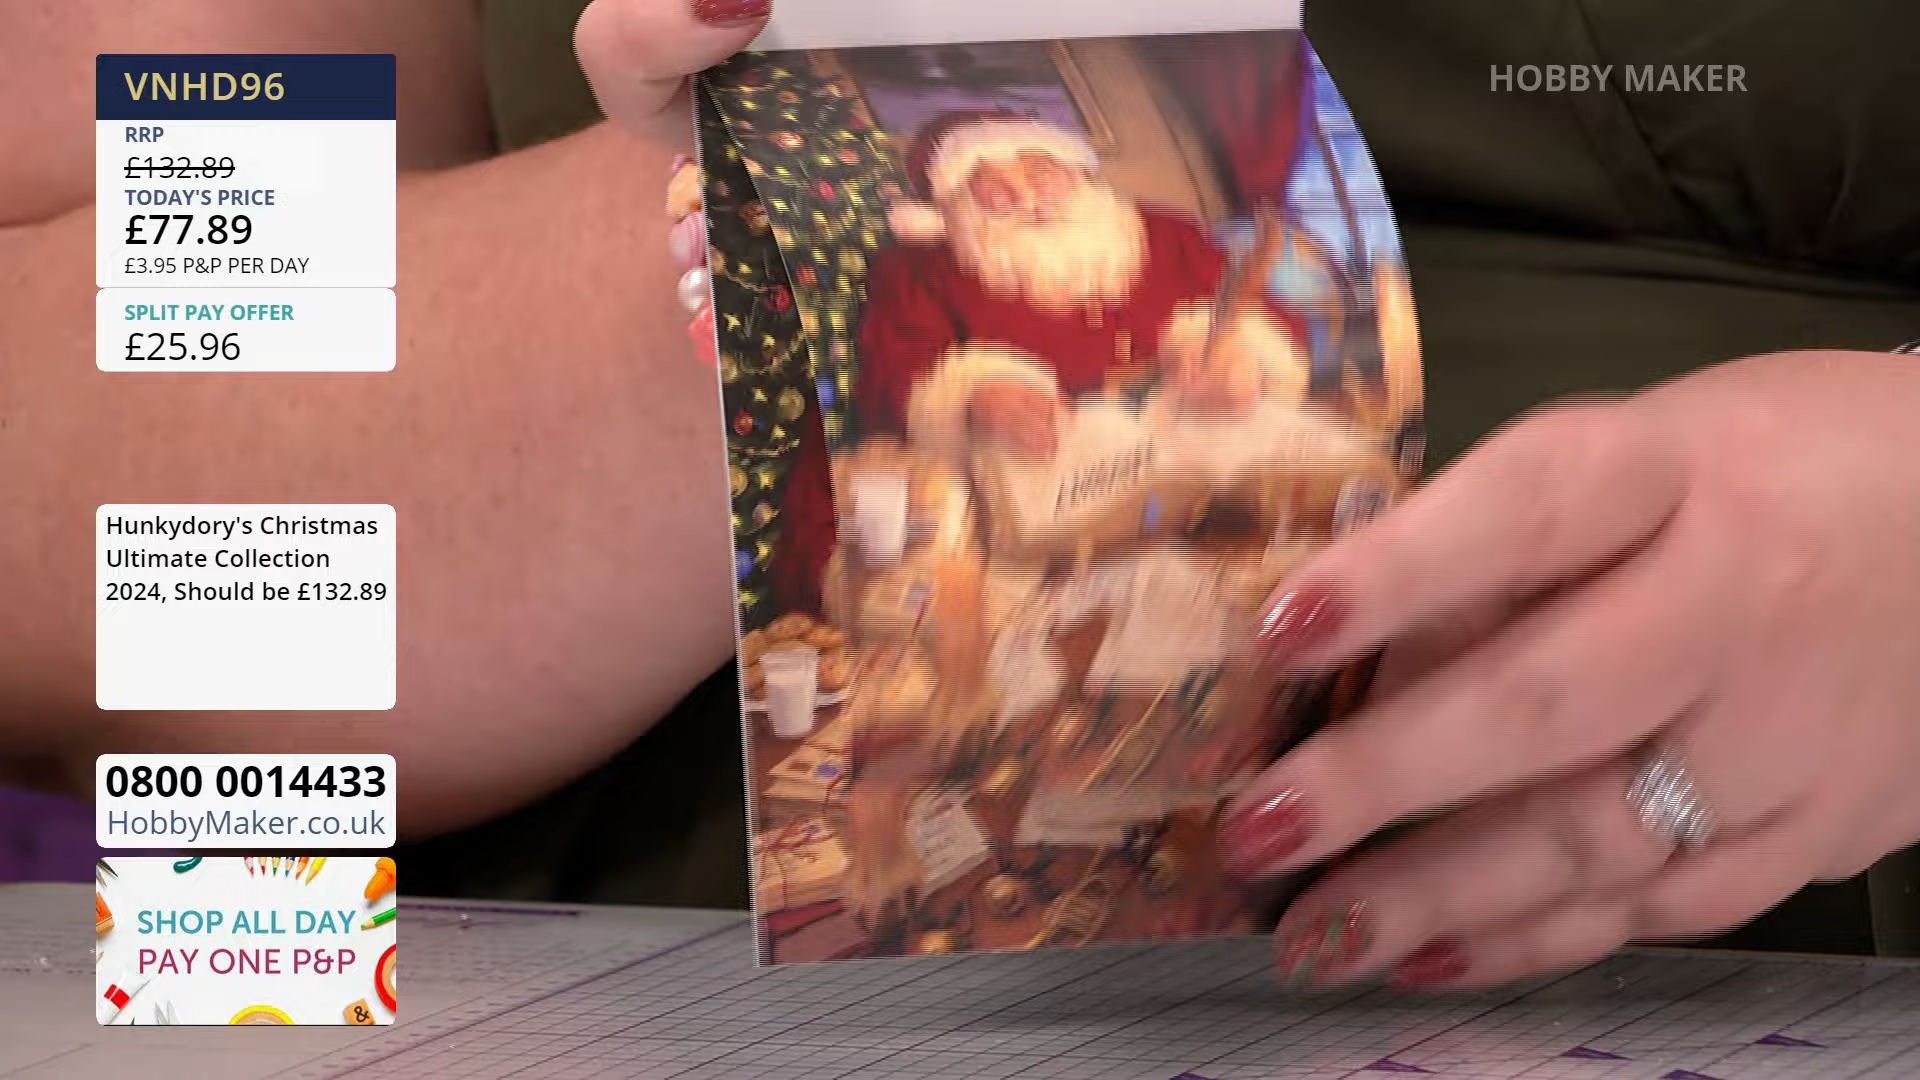 VNHD96
RRP
£132.89
TODAY'S PRICE
£77.89
£3.95 P&P PER DAY
SPLIT PAY OFFER
£25.96
Hunkydory's Christmas
Ultimate Collection
2024, Should be £132.89
0800 0014433
HobbyMaker.co.uk
SHOP ALL DAY
PAY ONE P&P
&
HOBBY MAKER